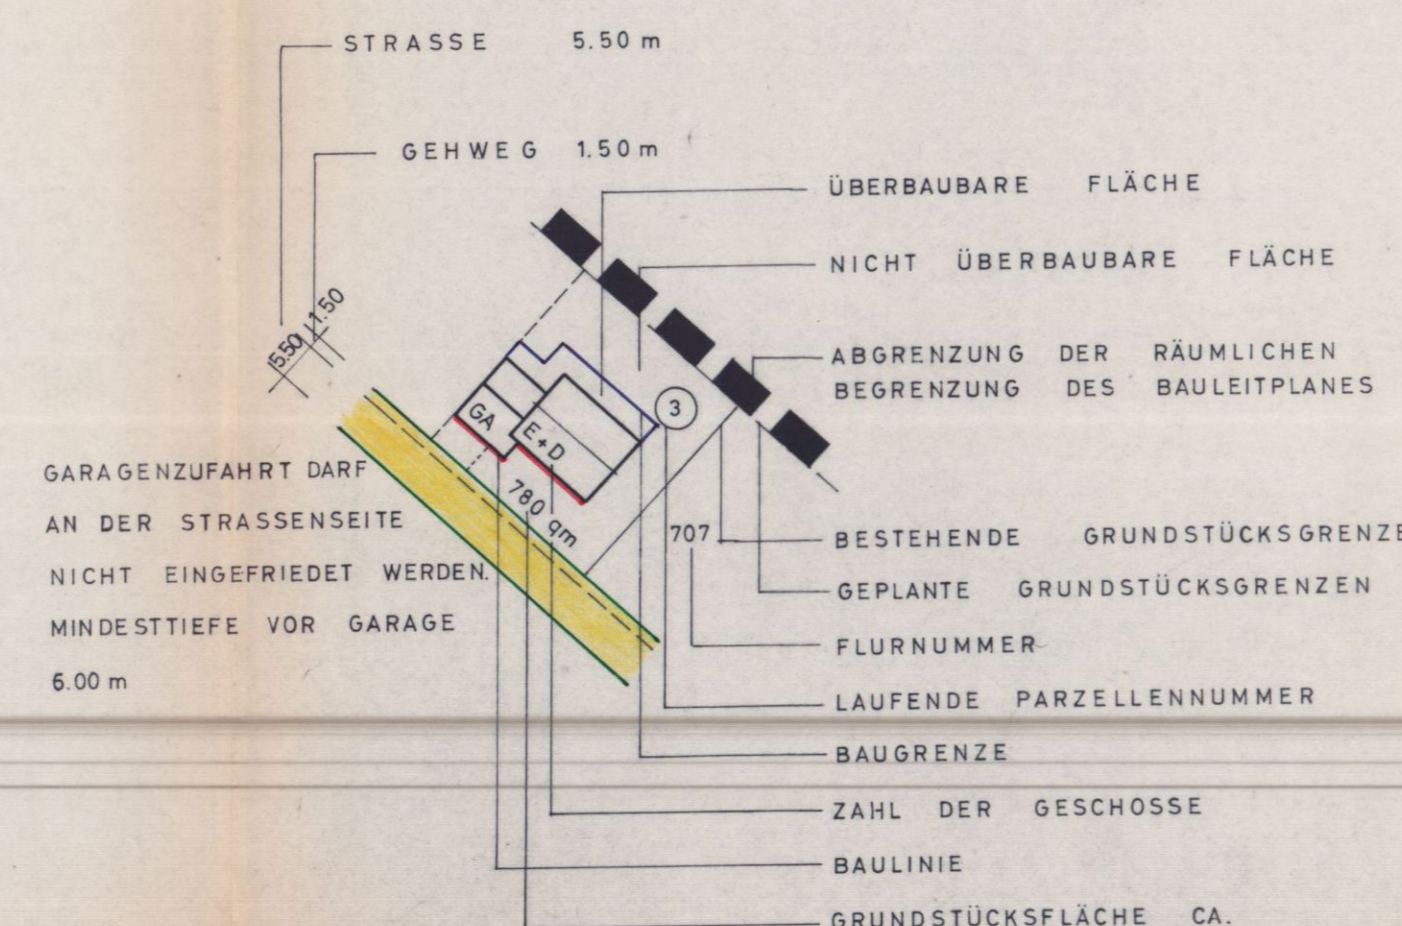 STRASSE 5.50 m
GEHWEG 1.50 m
ÜBERBAUBARE FLÄCHE
NICHT ÜBERBAUBARE FLÄCHE
1.50
5.50
ABGRENZUNG DER RÄUMLICHEN
BEGRENZUNG DES BAULEITPLANES
3
GA
E+D
GARAGENZUFAHRT DARF
AN DER STRASSENSEITE
NICHT EINGEFRIEDET WERDEN.
MINDESTTIEFE VOR GARAGE
6.00 m
780 qm
707
BESTEHENDE GRUNDSTÜCKSGRENZE
GEPLANTE GRUNDSTÜCKSGRENZEN
FLURNUMMER
LAUFENDE PARZELLENNUMMER
BAUGRENZE
ZAHL DER GESCHOSSE
BAULINIE
GRUNDSTÜCKSFLÄCHE CA.